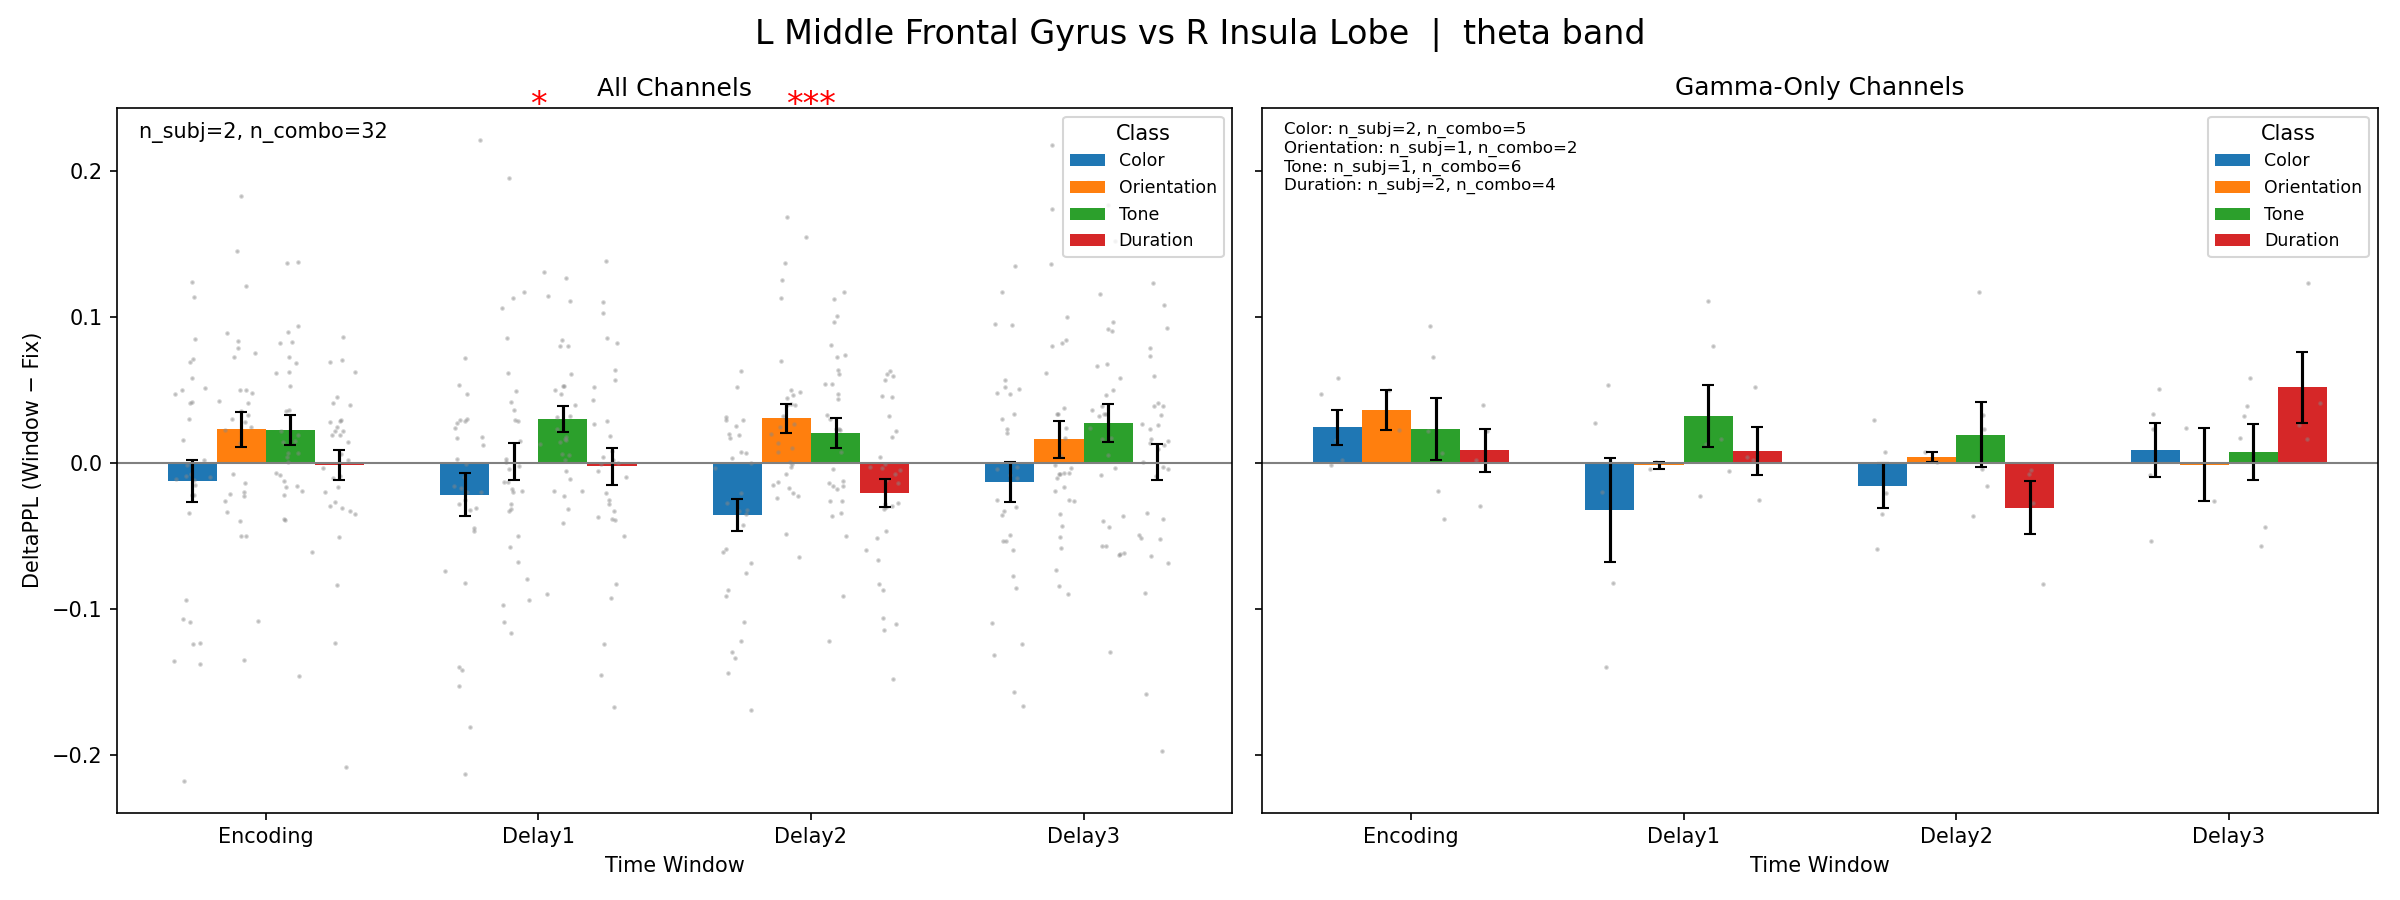 L Middle Frontal Gyrus vs R Insula Lobe | theta band
All Channels
* ***
n_subj=2, n_combo=32
Class
Color
Orientation
Tone
Duration
DeltaPPL (Window − Fix)
0.2
0.1
0.0
−0.1
−0.2
Encoding Delay1 Delay2 Delay3
Time Window
Gamma-Only Channels
Color: n_subj=2, n_combo=5
Orientation: n_subj=1, n_combo=2
Tone: n_subj=1, n_combo=6
Duration: n_subj=2, n_combo=4
Class
Color
Orientation
Tone
Duration
Encoding Delay1 Delay2 Delay3
Time Window